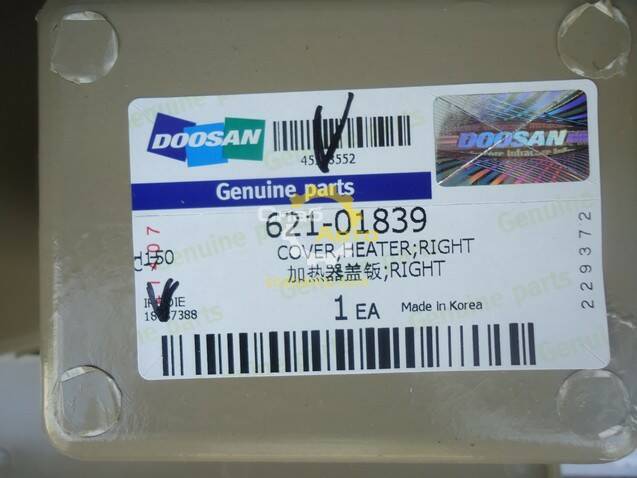 DOOSAN
DOOSAN
Genuine parts
621-01839
COVER,HEATER;RIGHT
加热器盖钣;RIGHT
1 EA
Made in Korea
229372